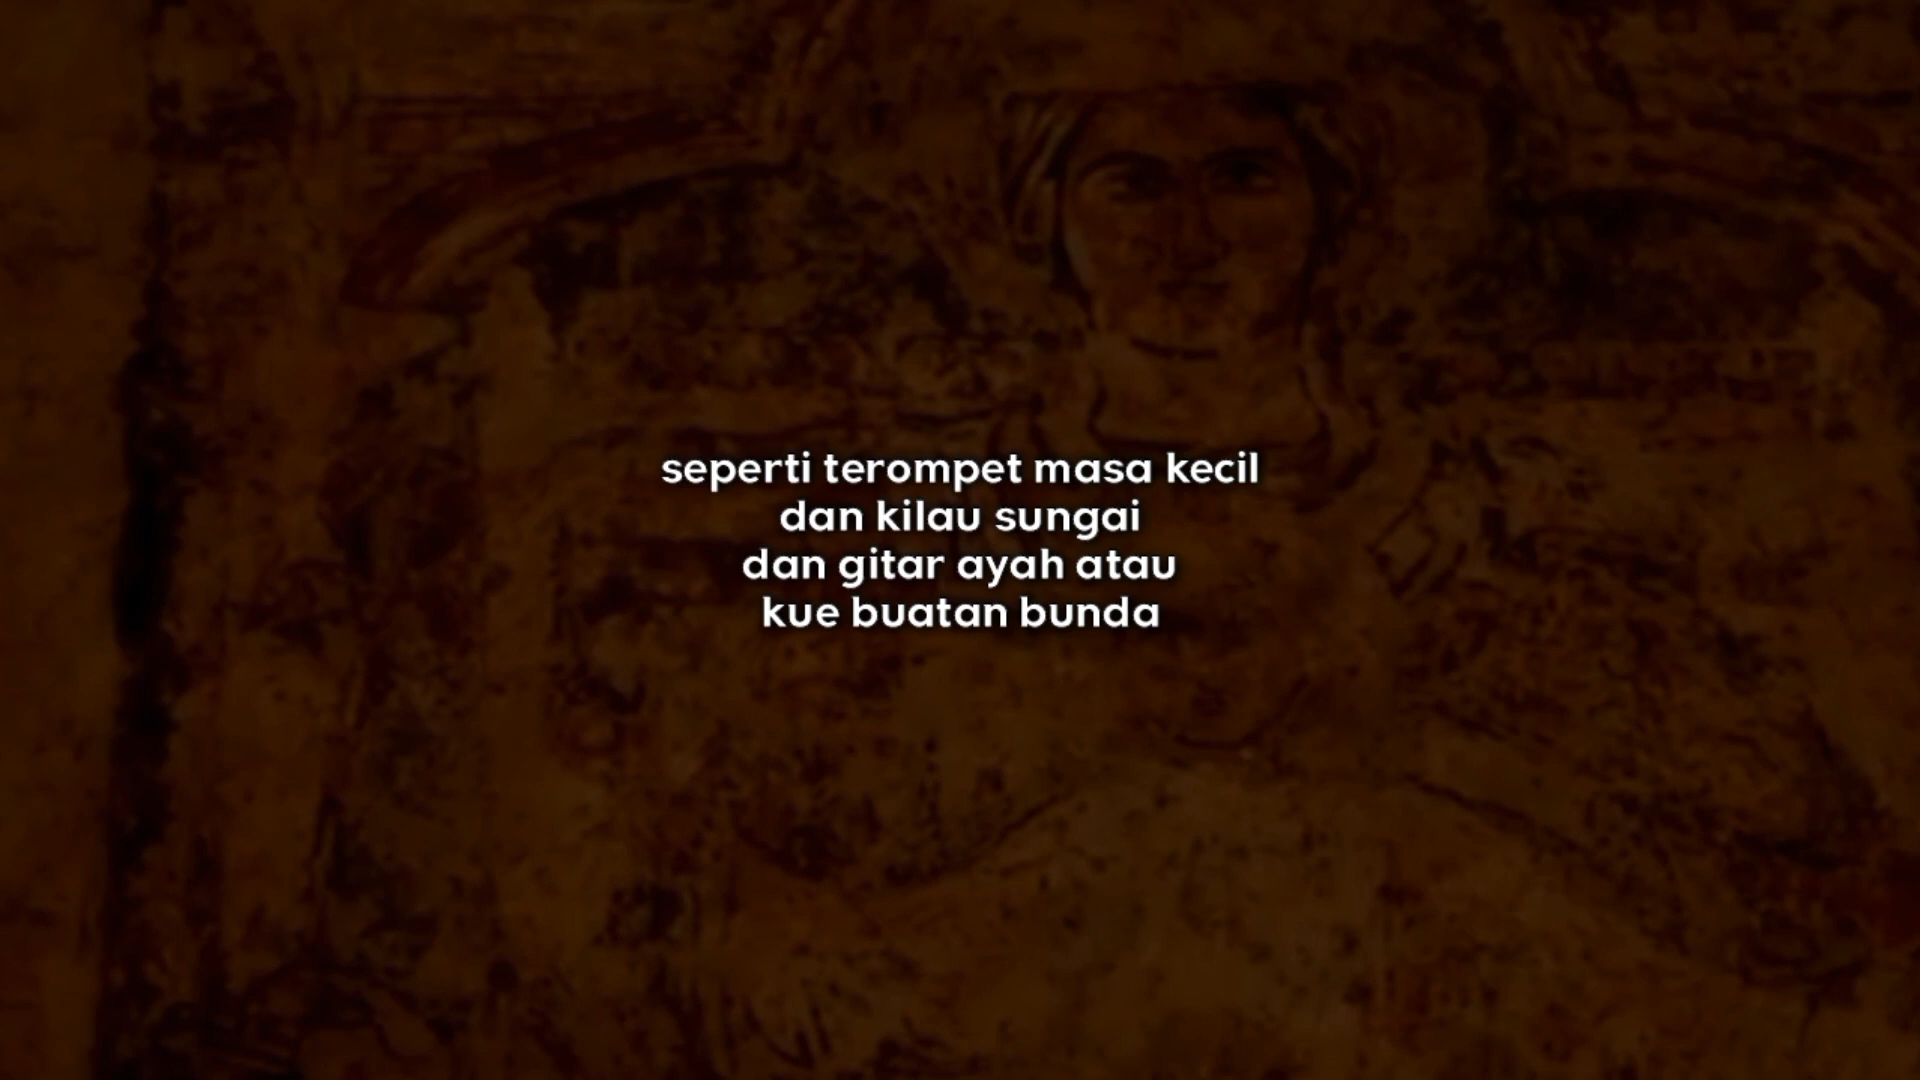 seperti terompet masa kecil
dan kilau sungai
dan gitar ayah atau
kue buatan bunda